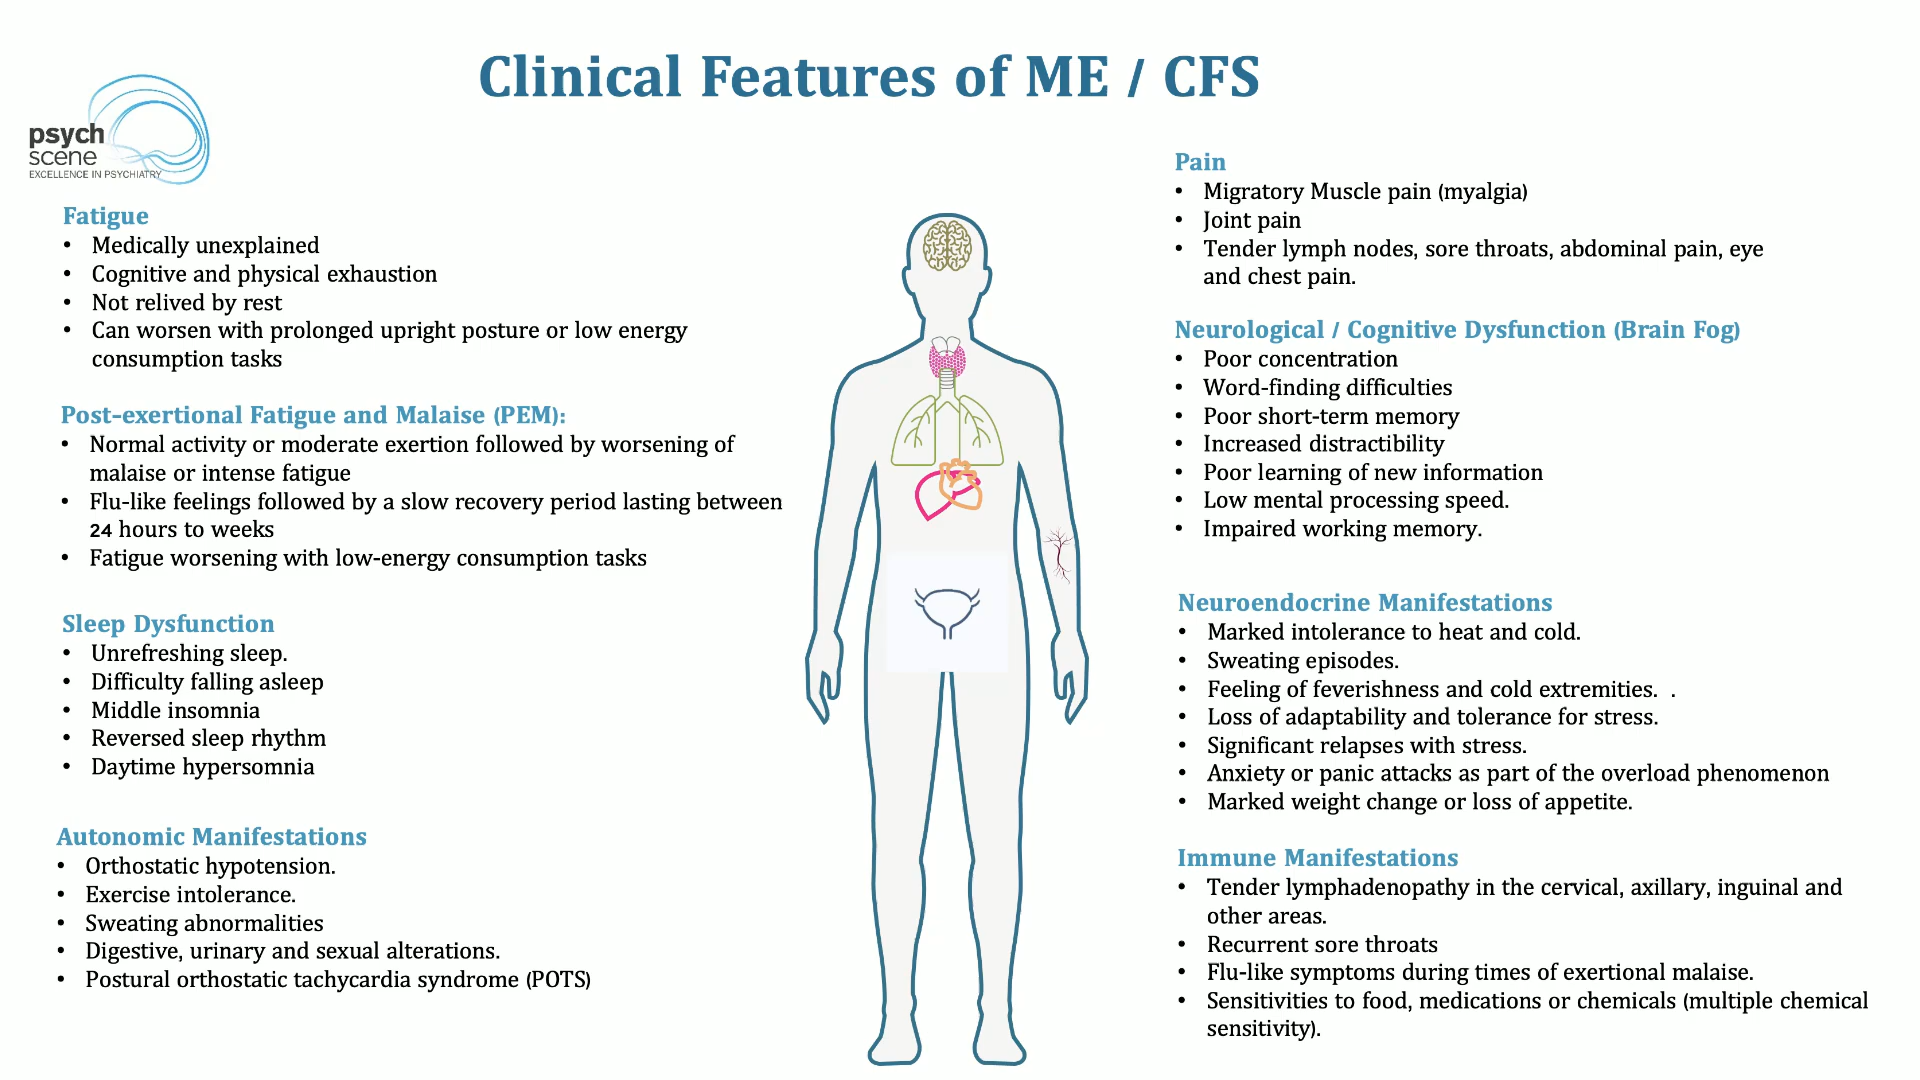 Clinical Features of ME / CFS
psych
scene
EXCELLENCE IN PSYCHIATRY
Fatigue
• Medically unexplained
• Cognitive and physical exhaustion
• Not relived by rest
• Can worsen with prolonged upright posture or low energy
consumption tasks
Post-exertional Fatigue and Malaise (PEM):
• Normal activity or moderate exertion followed by worsening of
malaise or intense fatigue
• Flu-like feelings followed by a slow recovery period lasting between
24 hours to weeks
• Fatigue worsening with low-energy consumption tasks
Sleep Dysfunction
• Unrefreshing sleep.
• Difficulty falling asleep
• Middle insomnia
• Reversed sleep rhythm
• Daytime hypersomnia
Autonomic Manifestations
• Orthostatic hypotension.
• Exercise intolerance.
• Sweating abnormalities
• Digestive, urinary and sexual alterations.
• Postural orthostatic tachycardia syndrome (POTS)
Pain
• Migratory Muscle pain (myalgia)
• Joint pain
• Tender lymph nodes, sore throats, abdominal pain, eye
and chest pain.
Neurological / Cognitive Dysfunction (Brain Fog)
• Poor concentration
• Word-finding difficulties
• Poor short-term memory
• Increased distractibility
• Poor learning of new information
• Low mental processing speed.
• Impaired working memory.
Neuroendocrine Manifestations
• Marked intolerance to heat and cold.
• Sweating episodes.
• Feeling of feverishness and cold extremities. .
• Loss of adaptability and tolerance for stress.
• Significant relapses with stress.
• Anxiety or panic attacks as part of the overload phenomenon
• Marked weight change or loss of appetite.
Immune Manifestations
• Tender lymphadenopathy in the cervical, axillary, inguinal and
other areas.
• Recurrent sore throats
• Flu-like symptoms during times of exertional malaise.
• Sensitivities to food, medications or chemicals (multiple chemical
sensitivity).